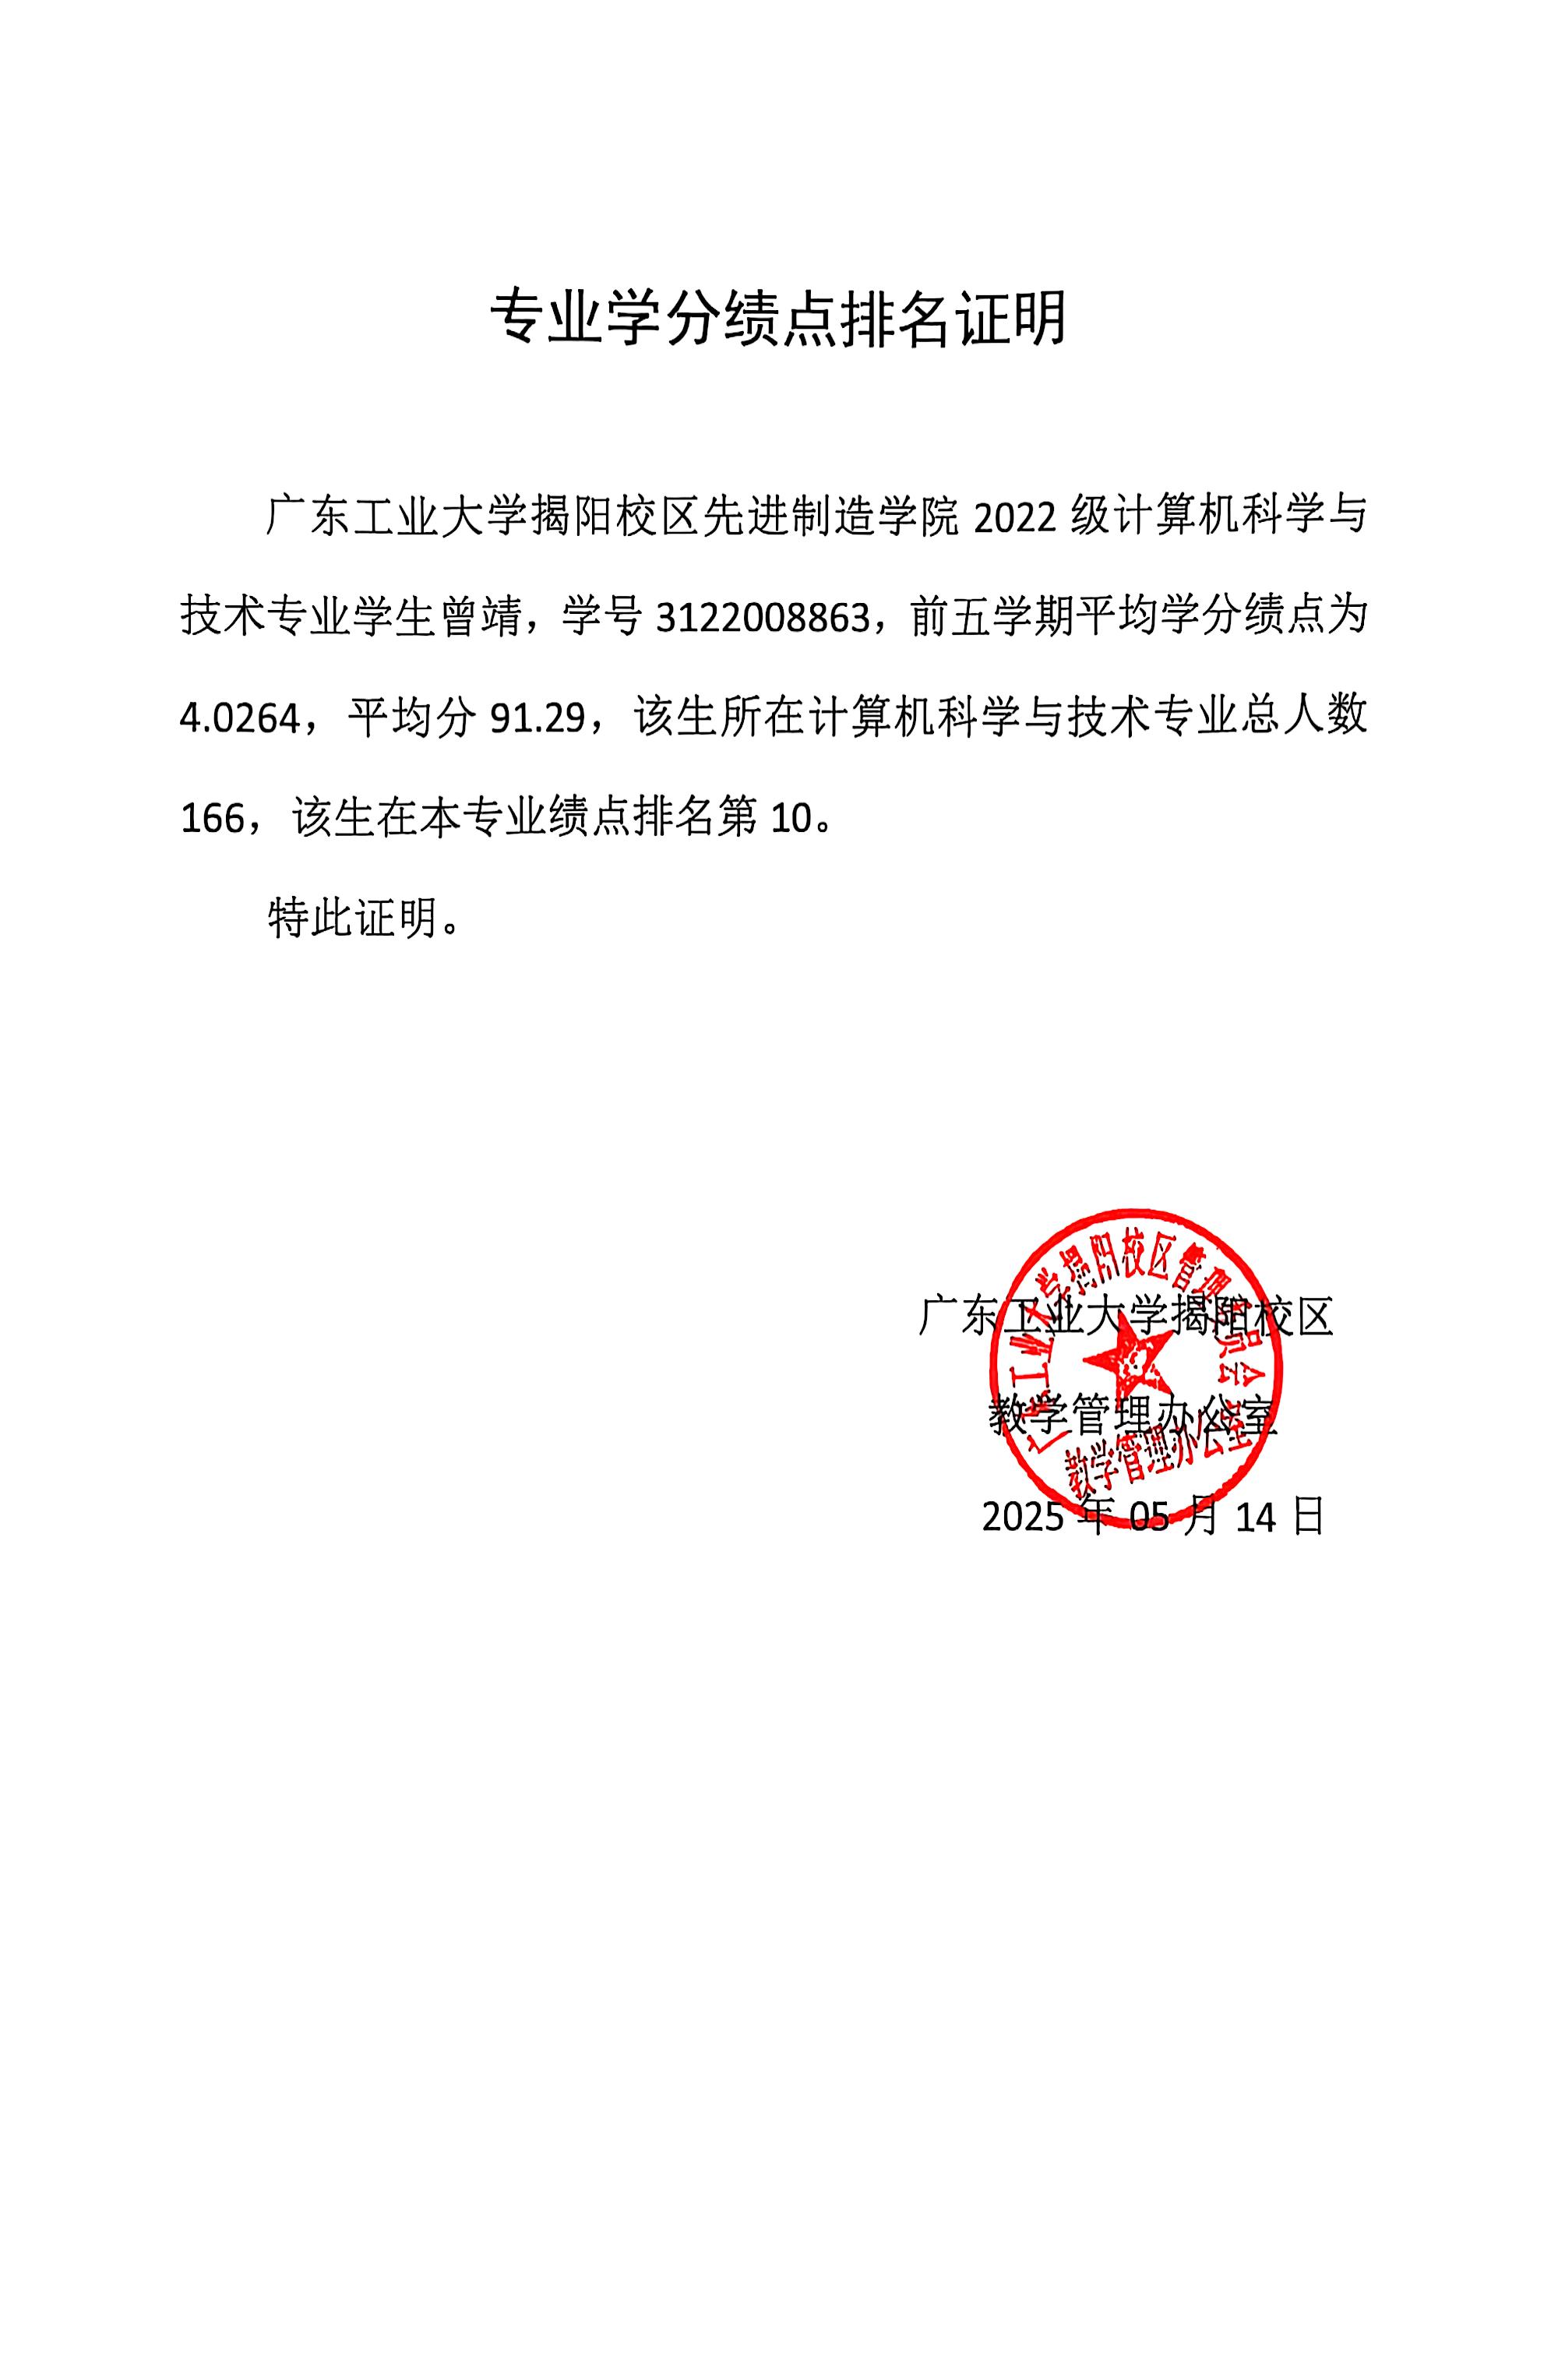 专业学分绩点排名证明
广东工业大学揭阳校区先进制造学院 2022 级计算机科学与
技术专业学生曾靖，学号 3122008863，前五学期平均学分绩点为
4.0264，平均分 91.29，该生所在计算机科学与技术专业总人数
166，该生在本专业绩点排名第 10。
特此证明。
广东工业大学揭阳校区管理委员会
广东工业大学揭阳校区
教学管理办公室
教学管理办公室
2025 年 05 月 14 日